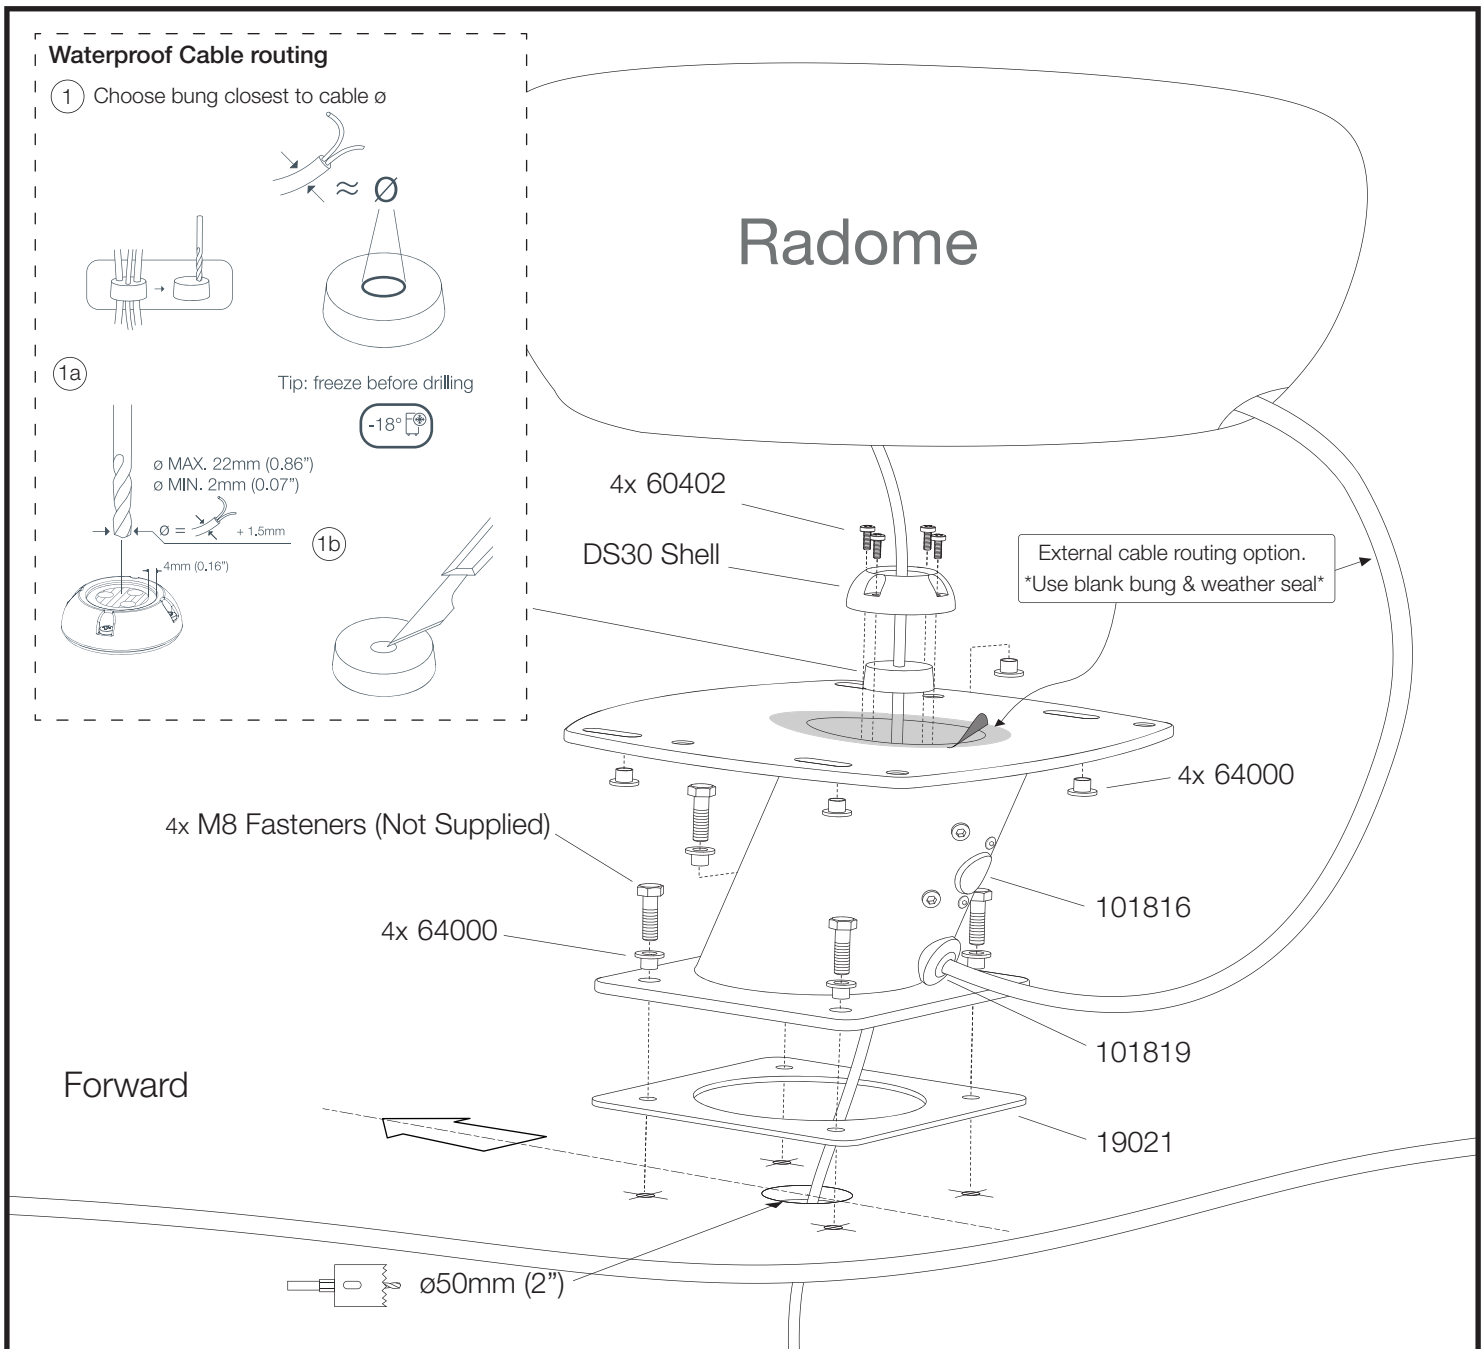 Waterproof Cable routing
1 Choose bung closest to cable ø
≈ Ø
1a
Tip: freeze before drilling
-18°
ø MAX. 22mm (0.86”)
ø MIN. 2mm (0.07”)
Ø = + 1.5mm
1b
4mm (0.16”)
Radome
4x 60402
DS30 Shell
External cable routing option.
*Use blank bung & weather seal*
4x 64000
4x M8 Fasteners (Not Supplied)
101816
4x 64000
101819
Forward
19021
ø50mm (2”)